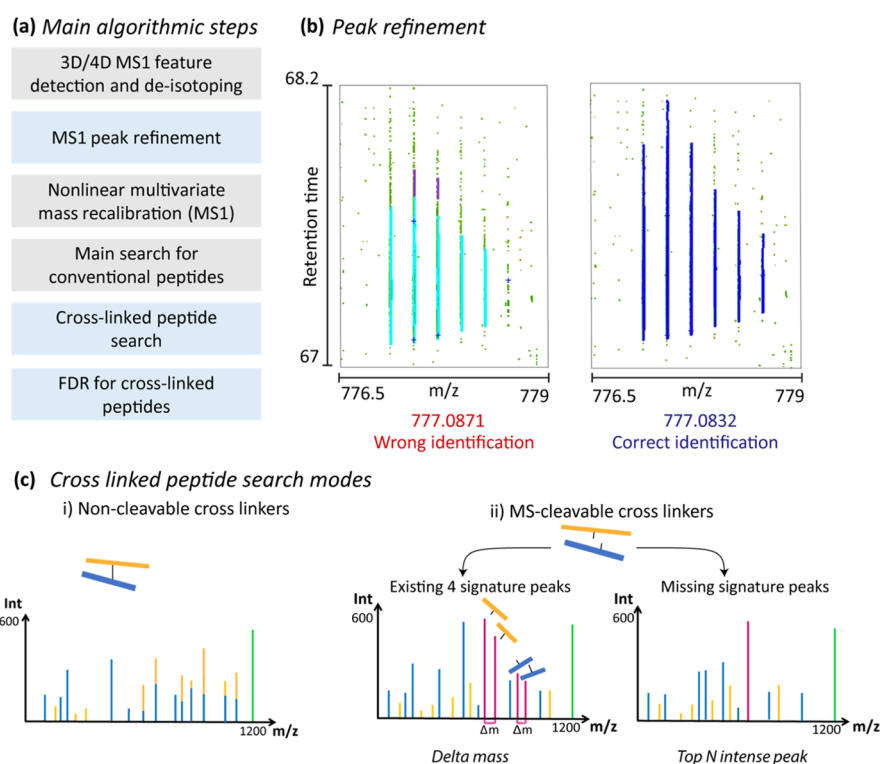 (a) Main algorithmic steps
3D/4D MS1 feature
detection and de-isotoping
MS1 peak refinement
Nonlinear multivariate
mass recalibration (MS1)
Main search for
conventional peptides
Cross-linked peptide
search
FDR for cross-linked
peptides
(b) Peak refinement
68.2
Retention time
67
776.5 m/z 779
777.0871
Wrong identification
776.5 m/z 779
777.0832
Correct identification
(c) Cross linked peptide search modes
i) Non-cleavable cross linkers
Int
600
1200 m/z
ii) MS-cleavable cross linkers
Existing 4 signature peaks
Int
600
Δm Δm 1200 m/z
Delta mass
Missing signature peaks
Int
600
1200 m/z
Top N intense peak